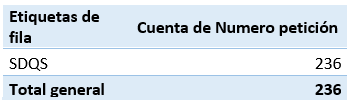 Etiquetas de fila Cuenta de Numero petición
SDQS 236
Total general 236